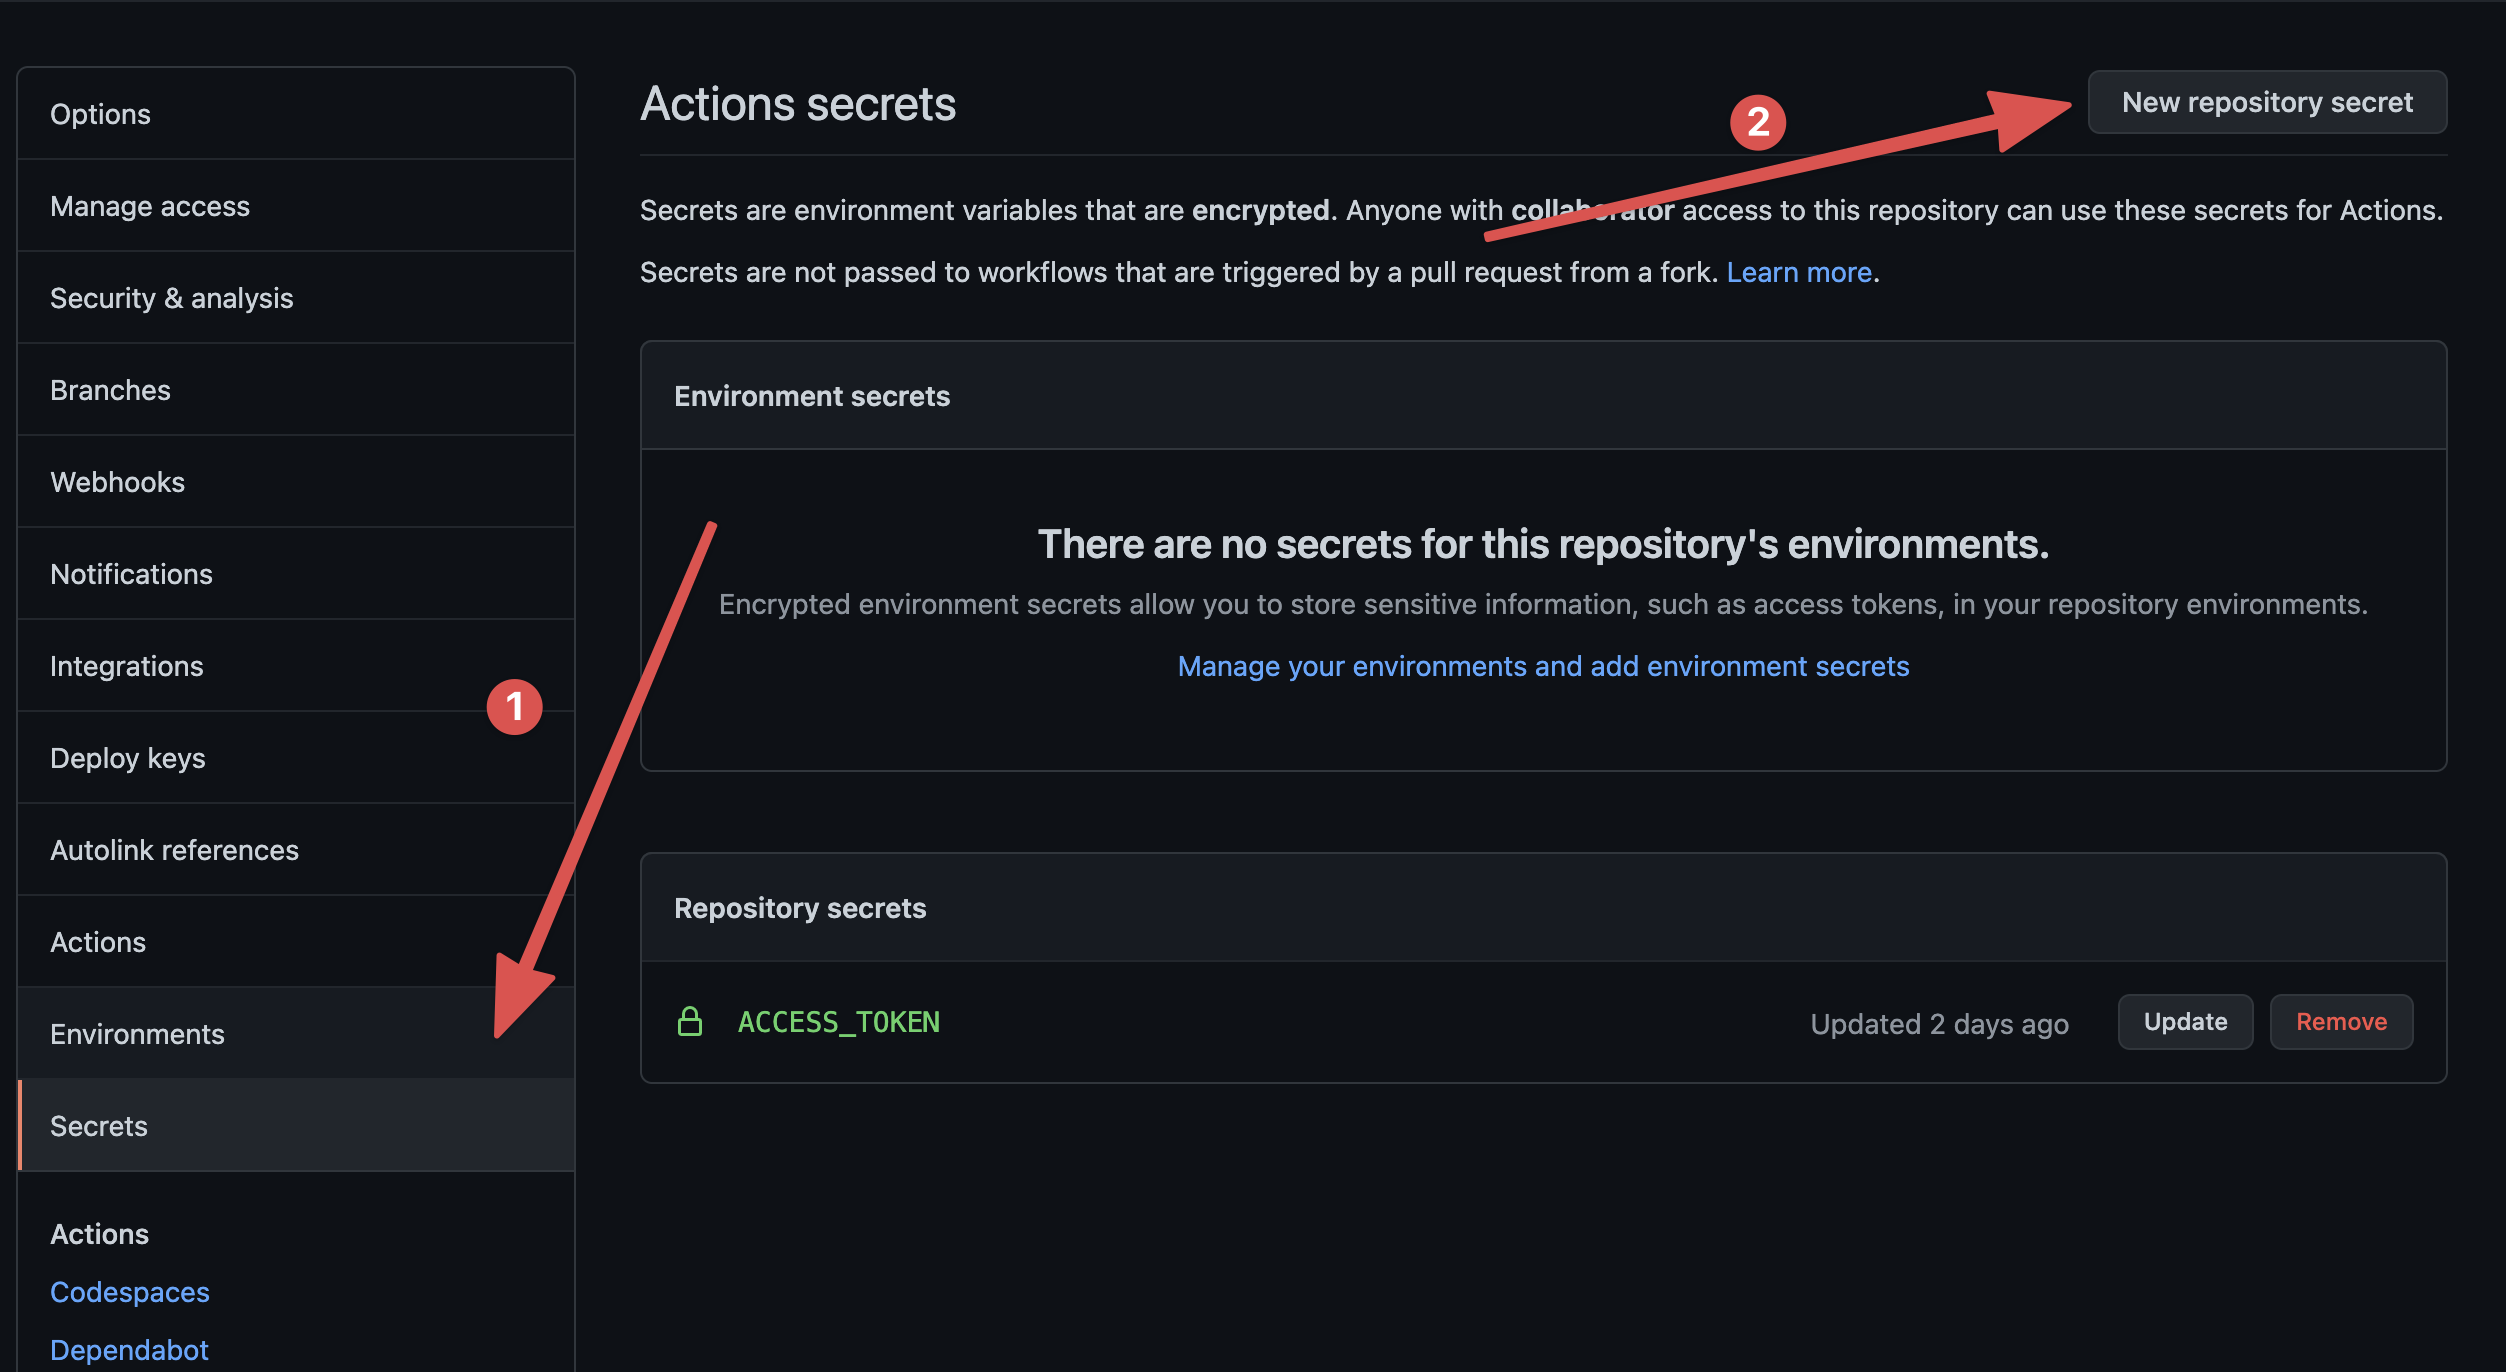 Options
Manage access
Security & analysis
Branches
Webhooks
Notifications
Integrations
1
Deploy keys
Autolink references
Actions
Environments
Secrets
Actions
Codespaces
Dependabot
Actions secrets
2
New repository secret
Secrets are environment variables that are encrypted. Anyone with collaborator access to this repository can use these secrets for Actions.
Secrets are not passed to workflows that are triggered by a pull request from a fork. Learn more.
Environment secrets
There are no secrets for this repository's environments.
Encrypted environment secrets allow you to store sensitive information, such as access tokens, in your repository environments.
Manage your environments and add environment secrets
Repository secrets
ACCESS_TOKEN Updated 2 days ago Update Remove